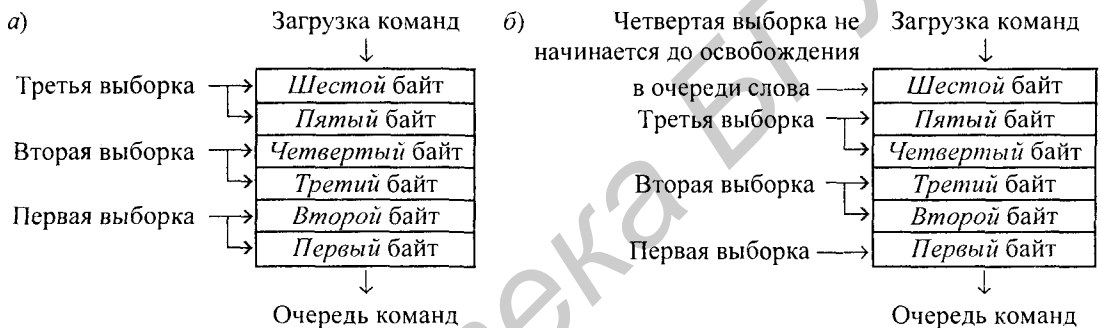 а)
Загрузка команд
Третья выборка
Шестой байт
Пятый байт
Вторая выборка
Четвертый байт
Третий байт
Первая выборка
Второй байт
Первый байт
Очередь команд
б)
Четвертая выборка не
начинается до освобождения
в очереди слова
Загрузка команд
Шестой байт
Третья выборка
Пятый байт
Четвертый байт
Вторая выборка
Третий байт
Второй байт
Первая выборка
Первый байт
Очередь команд